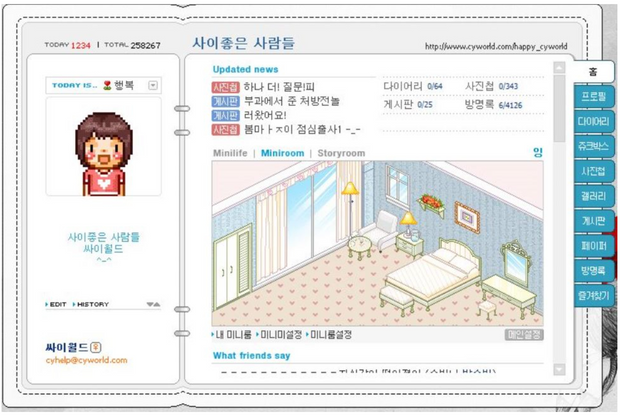 TODAY 1234 | TOTAL 258267
사이좋은 사람들
http://www.cyworld.com/happy_cyworld
TODAY IS.. 행복
사이좋은 사람들
싸이월드
^-^
EDIT HISTORY
싸이월드
cyhelp@cyworld.com
Updated news
사진첩 하나 더! 질문!피
게시판 부과에서 준 처방전놀
게시판 러왔어요!
사진첩 봄마ㅏㅈ이 점심출사1 -_-
다이어리 0/64 사진첩 0/343
게시판 0/25 방명록 6/4126
Minilife | Miniroom | Storyroom
내 미니룸 미니미설정 미니룸설정 메인설정
What friends say
홈
프로필
다이어리
쥬크박스
사진첩
갤러리
게시판
페이퍼
방명록
즐겨찾기